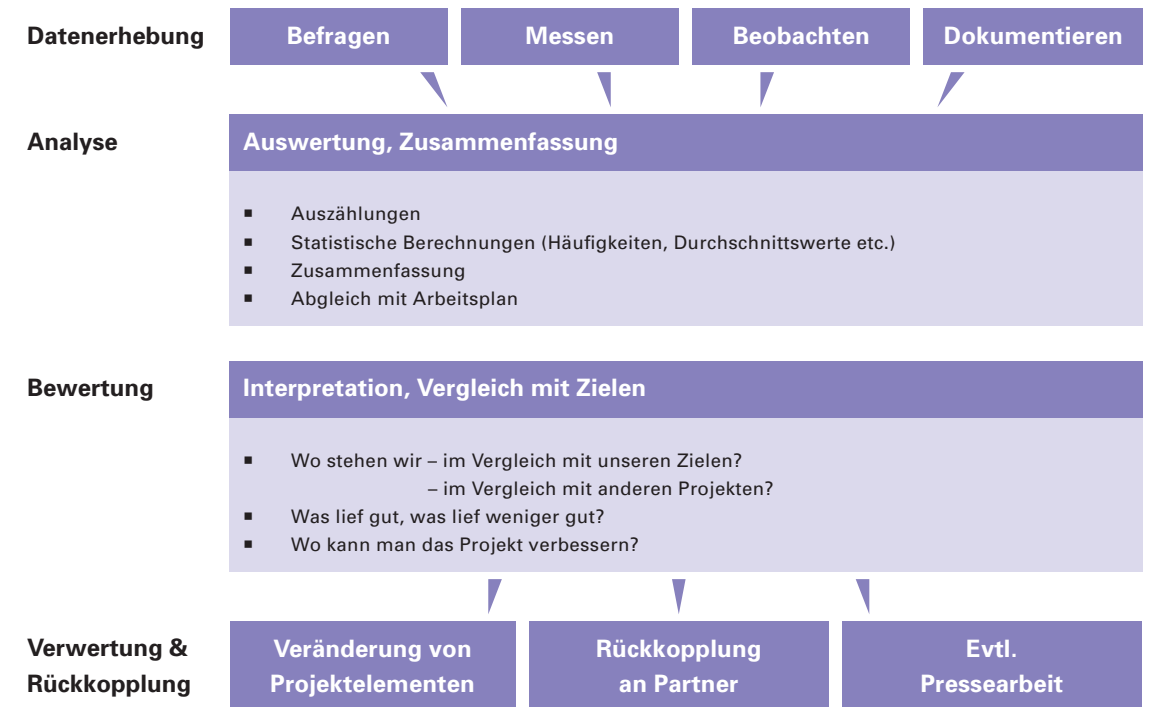 Datenerhebung
Befragen
Messen
Beobachten
Dokumentieren
Analyse
Auswertung, Zusammenfassung
▪ Auszählungen
▪ Statistische Berechnungen (Häufigkeiten, Durchschnittswerte etc.)
▪ Zusammenfassung
▪ Abgleich mit Arbeitsplan
Bewertung
Interpretation, Vergleich mit Zielen
▪ Wo stehen wir – im Vergleich mit unseren Zielen?
– im Vergleich mit anderen Projekten?
▪ Was lief gut, was lief weniger gut?
▪ Wo kann man das Projekt verbessern?
Verwertung &
Rückkopplung
Veränderung von
Projektelementen
Rückkopplung
an Partner
Evtl.
Pressearbeit